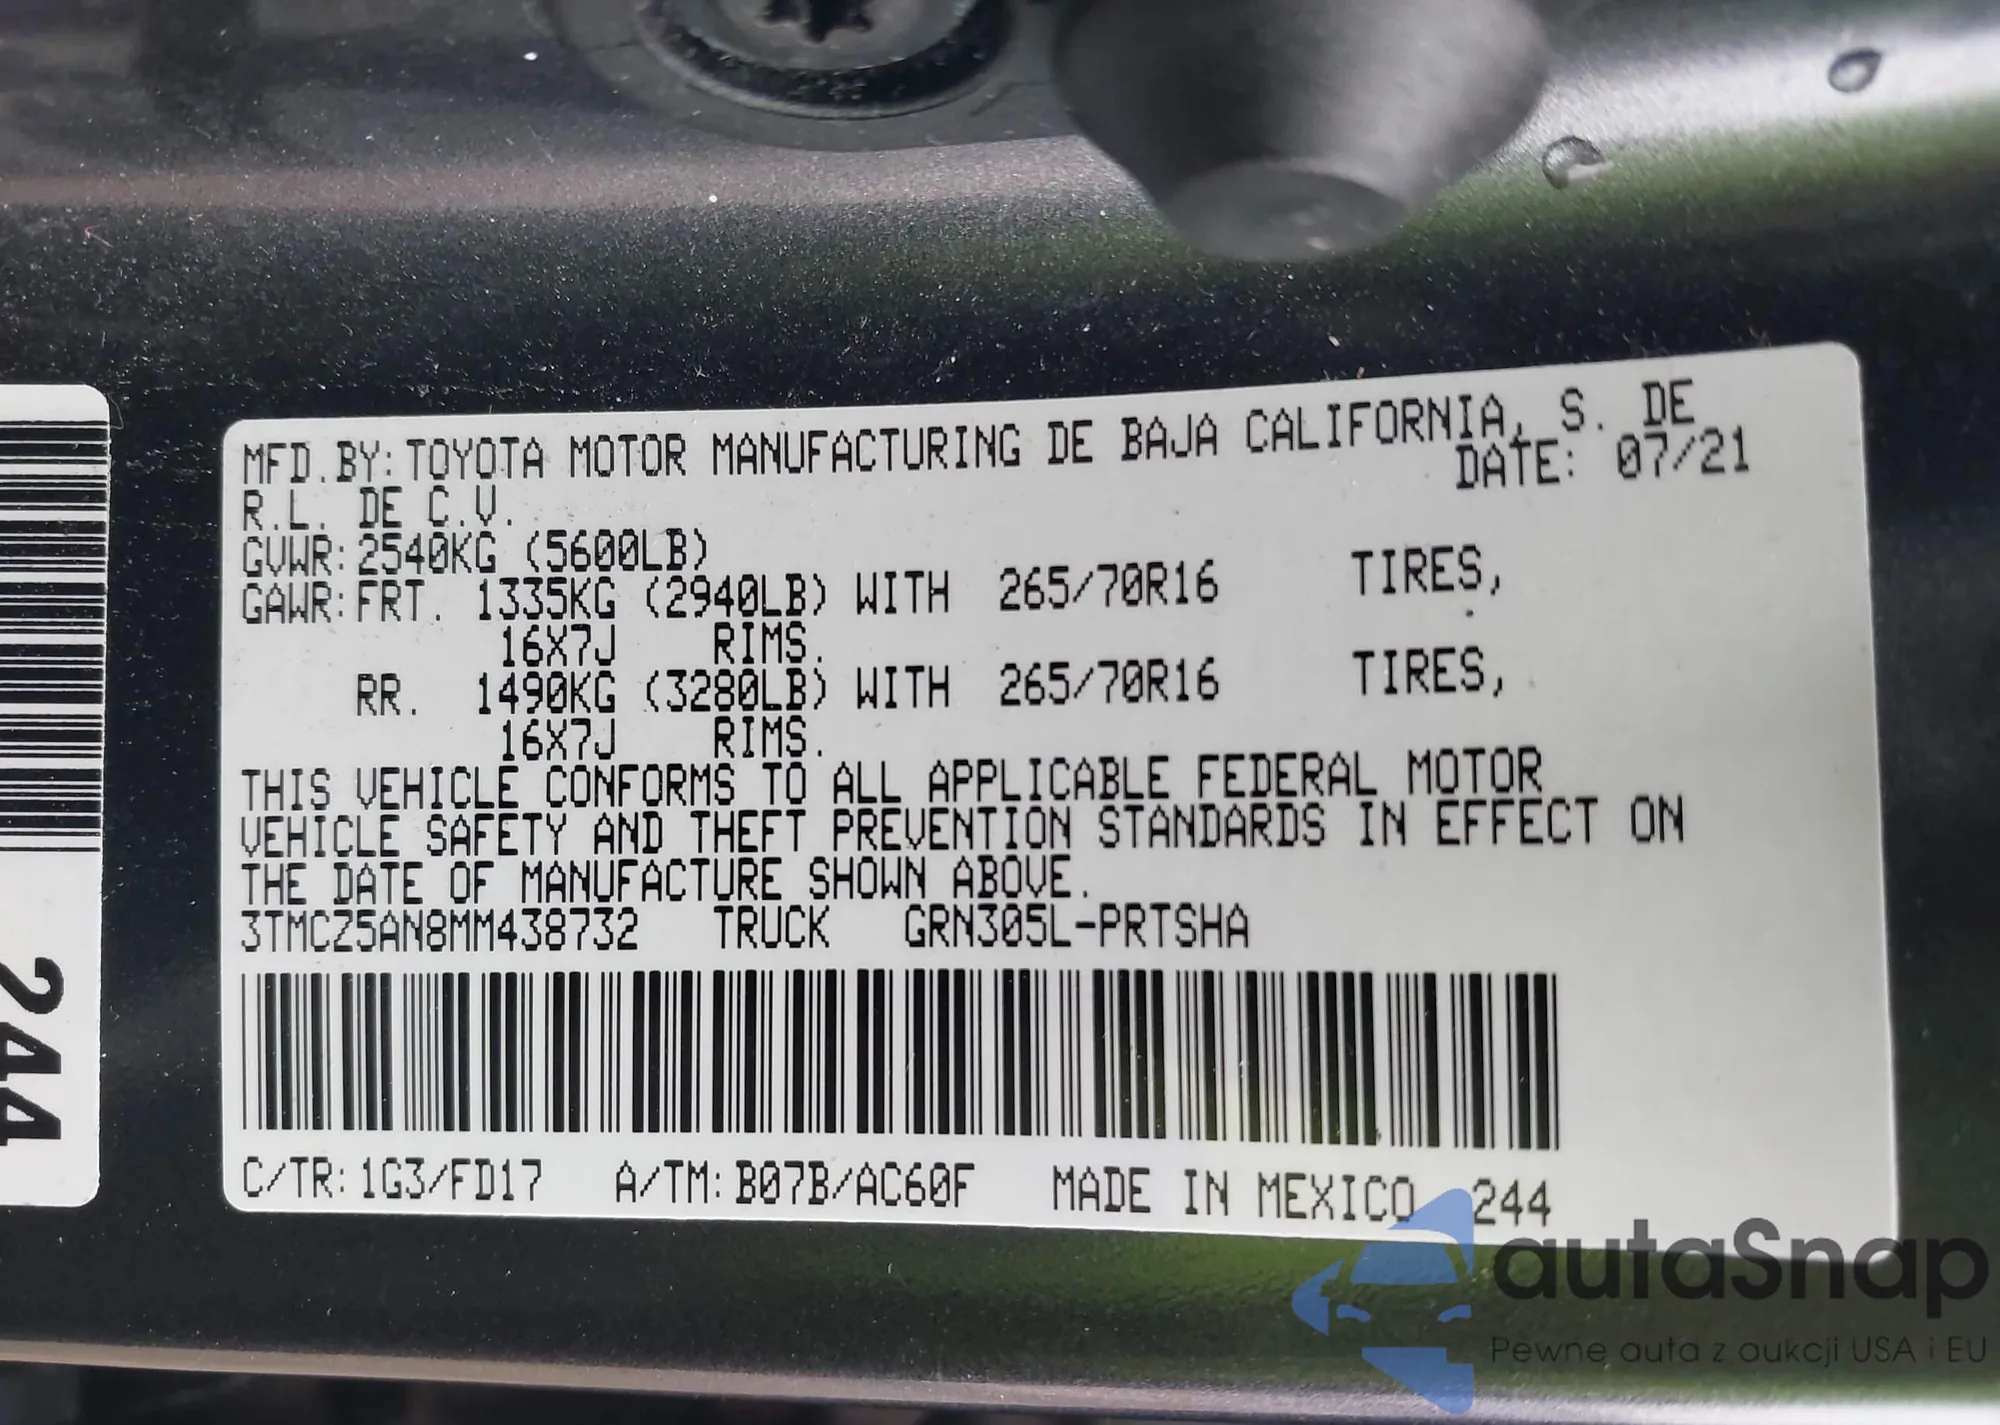 MFD.BY:TOYOTA MOTOR MANUFACTURING DE BAJA CALIFORNIA, S. DE
R.L. DE C.V. DATE: 07/21
GVWR:2540KG (5600LB)
GAWR:FRT. 1335KG (2940LB) WITH 265/70R16 TIRES,
16X7J RIMS.
RR. 1490KG (3280LB) WITH 265/70R16 TIRES,
16X7J RIMS.
THIS VEHICLE CONFORMS TO ALL APPLICABLE FEDERAL MOTOR
VEHICLE SAFETY AND THEFT PREVENTION STANDARDS IN EFFECT ON
THE DATE OF MANUFACTURE SHOWN ABOVE.
3TMCZ5AN8MM438732 TRUCK GRN305L-PRTSHA
C/TR:1G3/FD17 A/TM:B07B/AC60F MADE IN MEXICO 244
244
autaSnap
Pewne auta z aukcji USA i EU